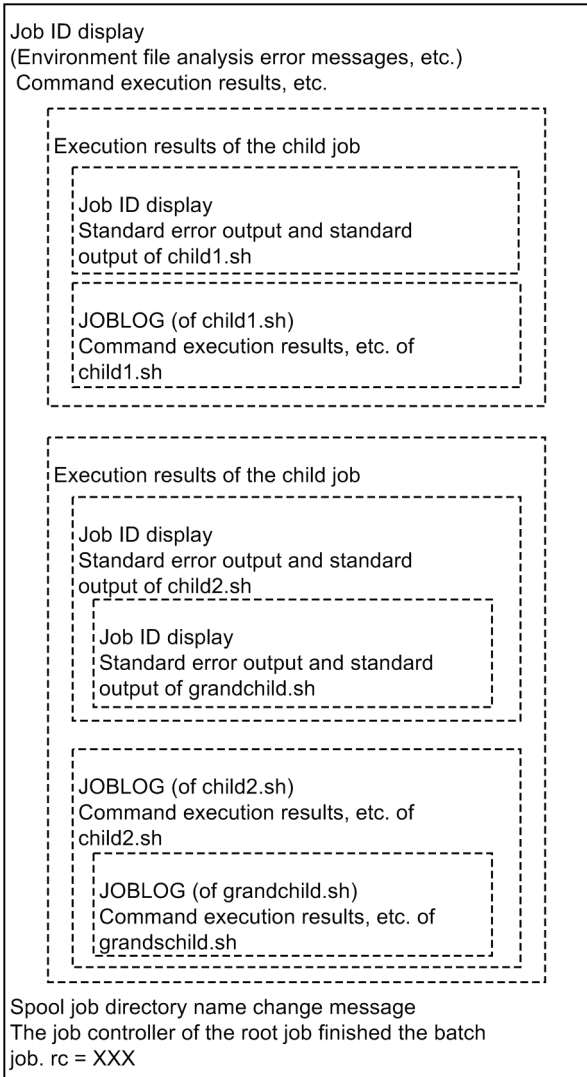 Job ID display
(Environment file analysis error messages, etc.)
Command execution results, etc.
Execution results of the child job
Job ID display
Standard error output and standard
output of child1.sh
JOBLOG (of child1.sh)
Command execution results, etc. of
child1.sh
Execution results of the child job
Job ID display
Standard error output and standard
output of child2.sh
Job ID display
Standard error output and standard
output of grandchild.sh
JOBLOG (of child2.sh)
Command execution results, etc. of
child2.sh
JOBLOG (of grandchild.sh)
Command execution results, etc. of
grandschild.sh
Spool job directory name change message
The job controller of the root job finished the batch
job. rc = XXX